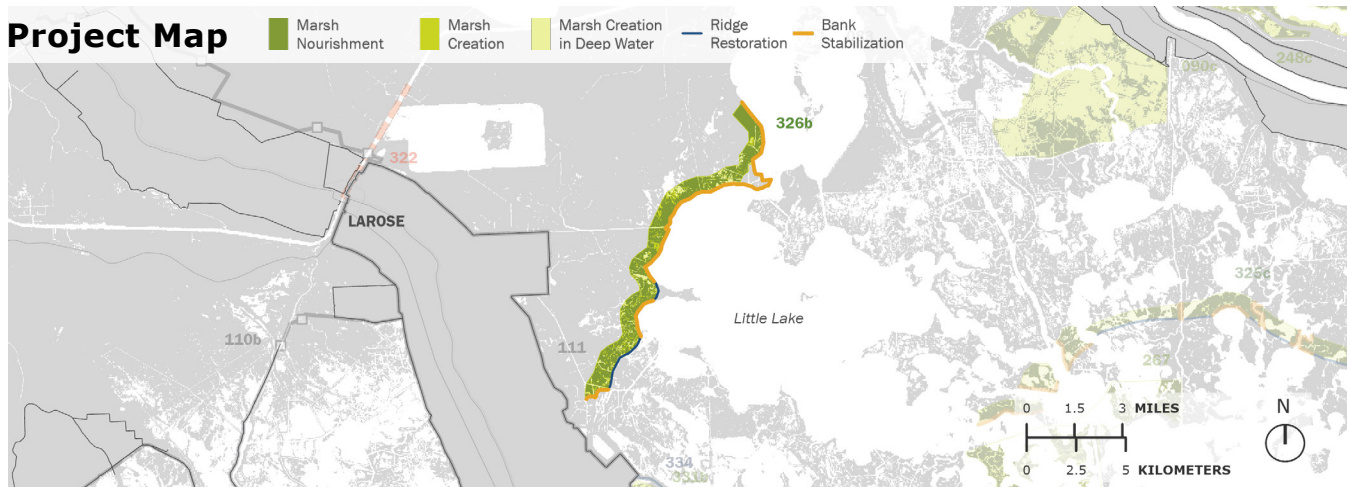 Project Map
Marsh
Nourishment
Marsh
Creation
Marsh Creation
in Deep Water
Ridge
Restoration
Bank
Stabilization
090c
248c
326b
322
LAROSE
325c
Little Lake
110b
111
267
0 1.5 3 MILES
N
0 2.5 5 KILOMETERS
334